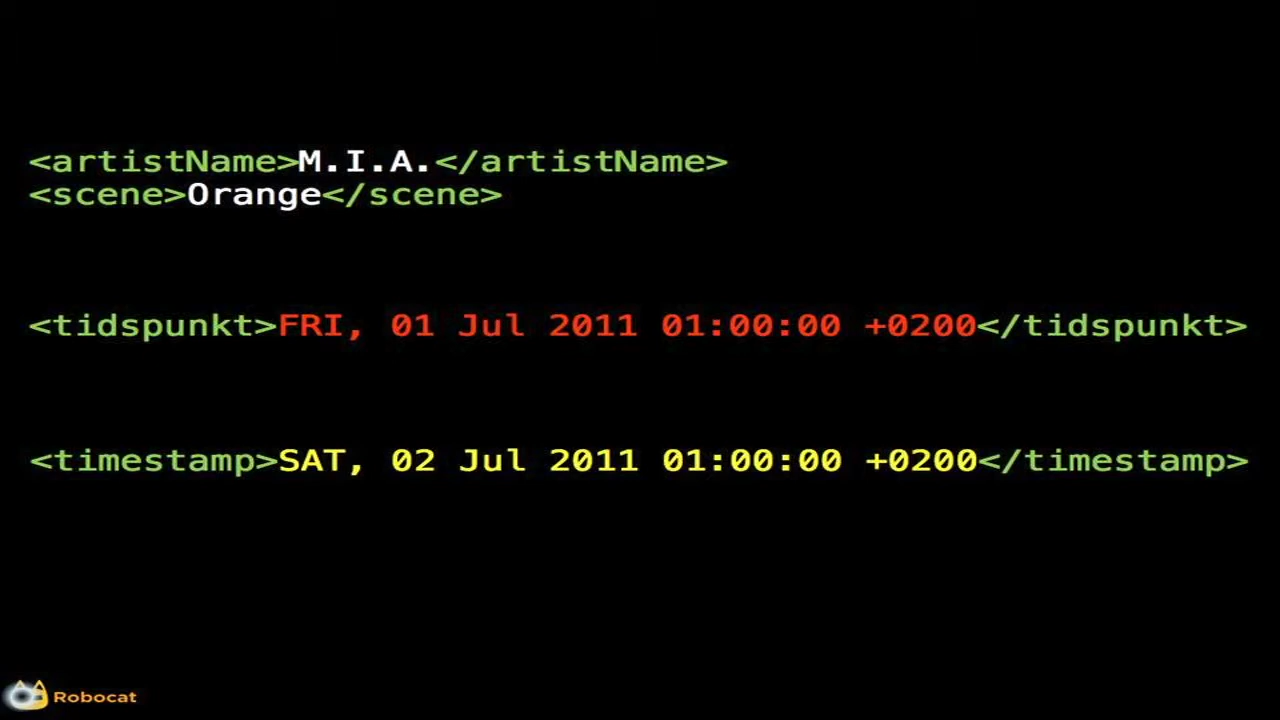 <artistName>M.I.A.</artistName>
<scene>Orange</scene>
<tidspunkt>FRI, 01 Jul 2011 01:00:00 +0200</tidspunkt>
<timestamp>SAT, 02 Jul 2011 01:00:00 +0200</timestamp>
Robocat